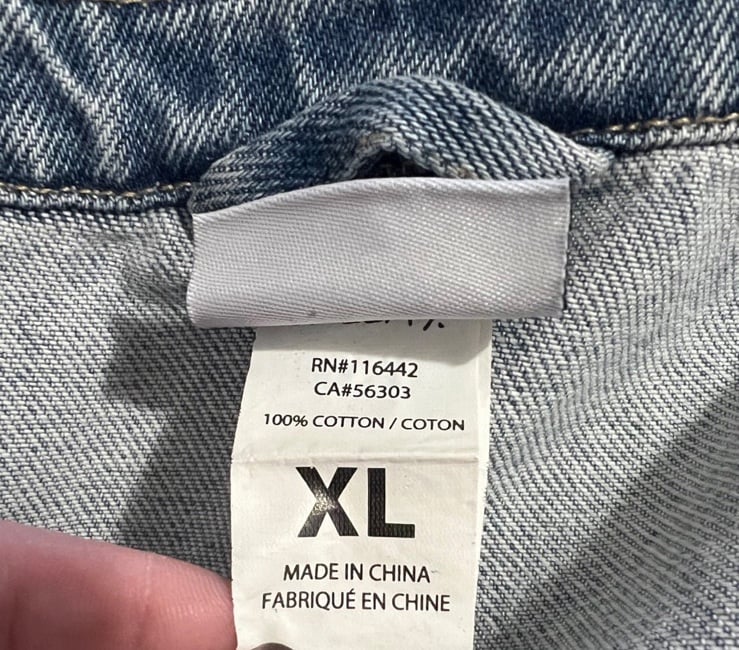 RN#116442
CA#56303
100% COTTON / COTON
XL
MADE IN CHINA
FABRIQUÉ EN CHINE